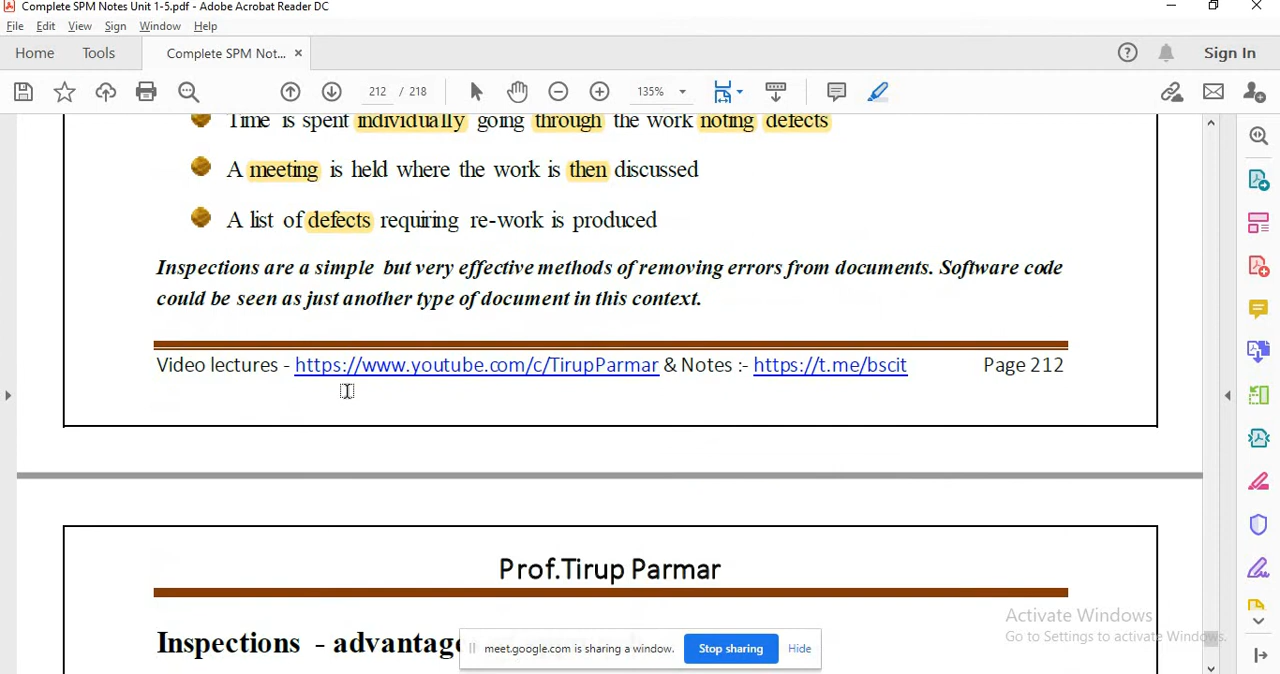 Complete SPM Notes Unit 1-5.pdf - Adobe Acrobat Reader DC
File Edit View Sign Window Help
Home Tools Complete SPM Not... × Sign In
212 / 218 135%
Time is spent individually going through the work noting defects
A meeting is held where the work is then discussed
A list of defects requiring re-work is produced
Inspections are a simple but very effective methods of removing errors from documents. Software code
could be seen as just another type of document in this context.
Video lectures - https://www.youtube.com/c/TirupParmar & Notes :- https://t.me/bscit Page 212
Prof.Tirup Parmar
Activate Windows
Go to Settings to activate Windows.
Inspections - advantage
meet.google.com is sharing a window. Stop sharing Hide